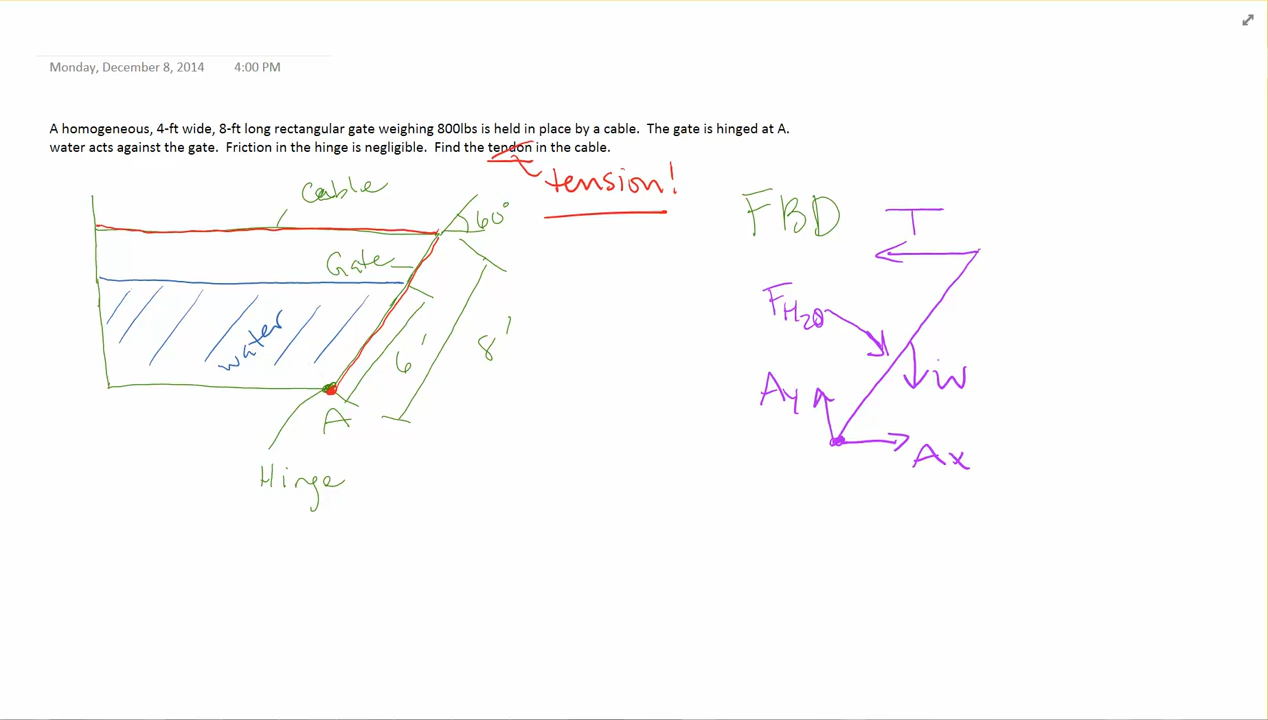 Monday, December 8, 2014 4:00 PM
A homogeneous, 4-ft wide, 8-ft long rectangular gate weighing 800lbs is held in place by a cable. The gate is hinged at A.
water acts against the gate. Friction in the hinge is negligible. Find the tendon in the cable.
tension!
Cable
60°
Gate
water
6'
8'
A
Hinge
FBD
T
FH20
W
Ay
Ax